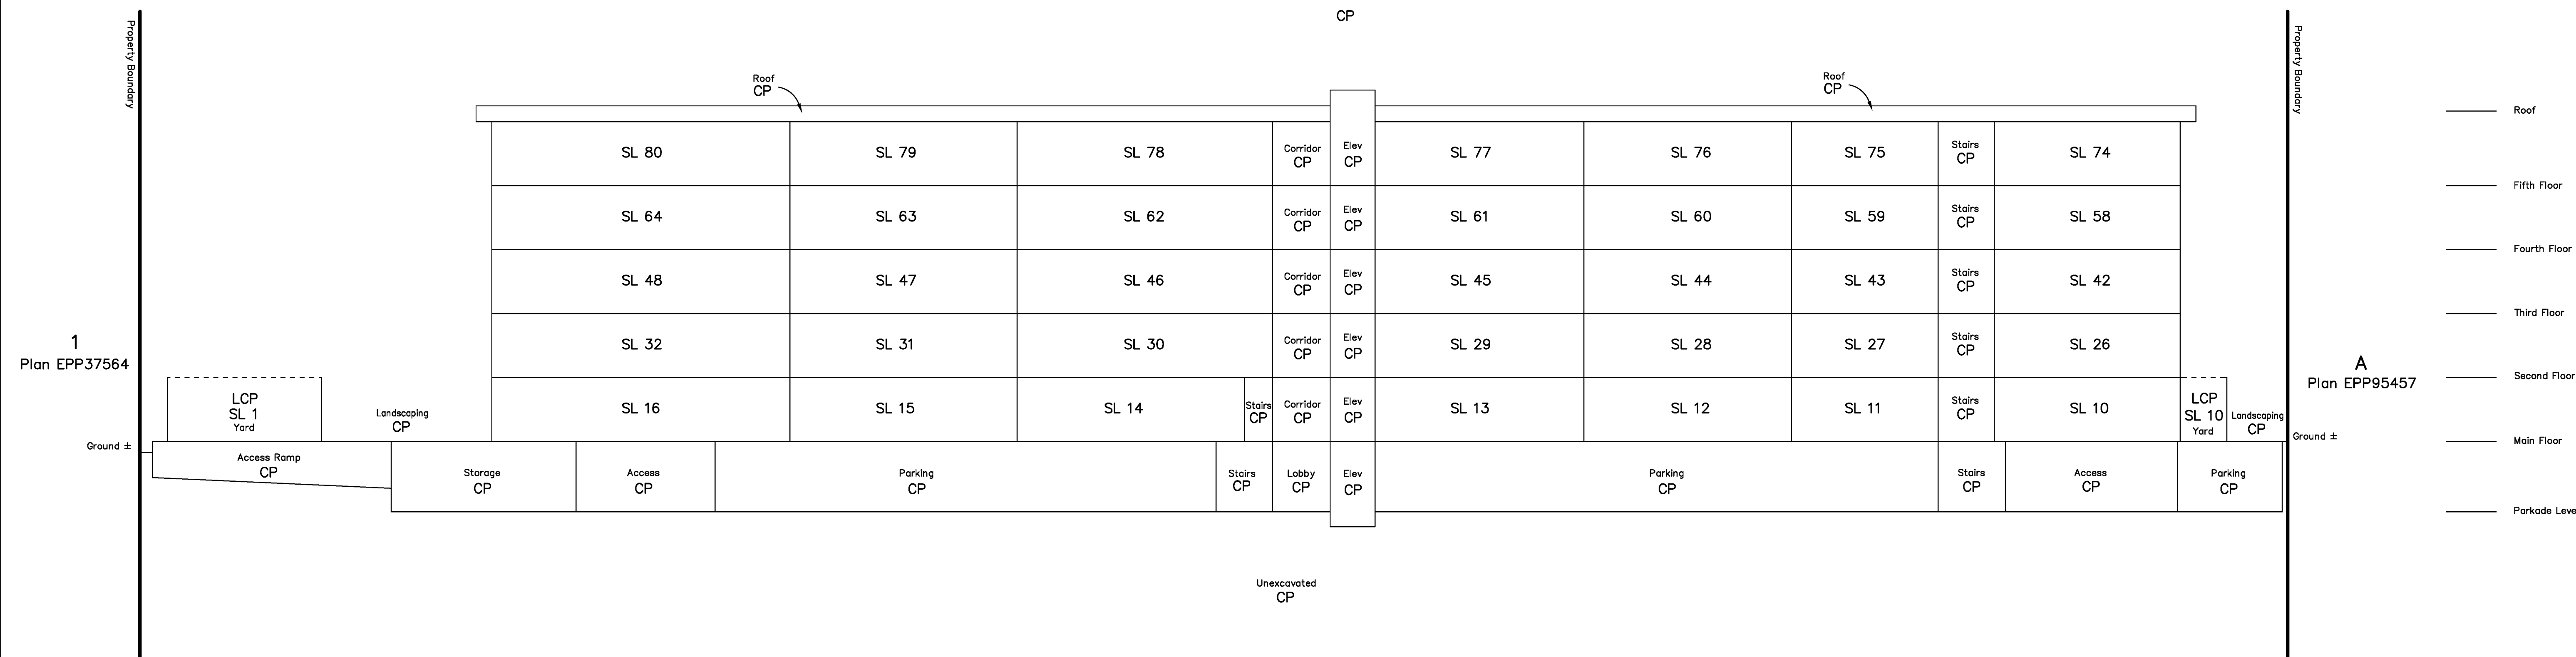 CP
Property Boundary
Property Boundary
Roof
CP
Roof
CP
Roof
SL 80
SL 79
SL 78
Corridor
CP
Elev
CP
SL 77
SL 76
SL 75
Stairs
CP
SL 74
Fifth Floor
SL 64
SL 63
SL 62
Corridor
CP
Elev
CP
SL 61
SL 60
SL 59
Stairs
CP
SL 58
Fourth Floor
SL 48
SL 47
SL 46
Corridor
CP
Elev
CP
SL 45
SL 44
SL 43
Stairs
CP
SL 42
Third Floor
1
Plan EPP37564
SL 32
SL 31
SL 30
Corridor
CP
Elev
CP
SL 29
SL 28
SL 27
Stairs
CP
SL 26
A
Plan EPP95457
Second Floor
LCP
SL 1
Yard
Landscaping
CP
SL 16
SL 15
SL 14
Stairs
CP
Corridor
CP
Elev
CP
SL 13
SL 12
SL 11
Stairs
CP
SL 10
LCP
SL 10
Yard
Landscaping
CP
Ground ±
Ground ±
Main Floor
Access Ramp
CP
Storage
CP
Access
CP
Parking
CP
Stairs
CP
Lobby
CP
Elev
CP
Parking
CP
Stairs
CP
Access
CP
Parking
CP
Parkade Leve
Unexcavated
CP